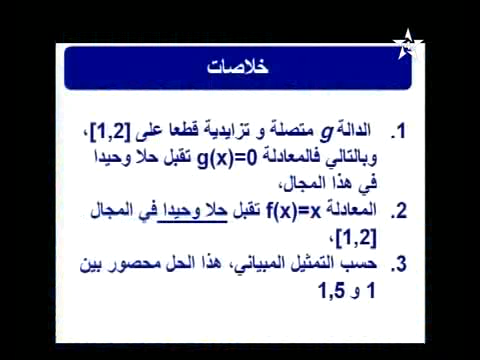 خلاصات
1. الدالة g متصلة و تزايدية قطعا على [1,2]،
وبالتالي فالمعادلة g(x)=0 تقبل حلا وحيدا
في هذا المجال،
2. المعادلة f(x)=x تقبل حلا وحيدا في المجال
[1,2]،
3. حسب التمثيل المبياني، هذا الحل محصور بين
1 و 1,5